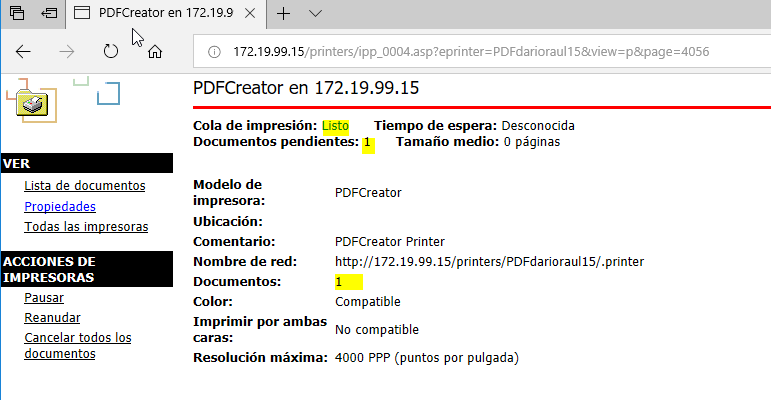 PDFCreator en 172.19.9
172.19.99.15/printers/ipp_0004.asp?eprinter=PDFdarioraul15&view=p&page=4056
PDFCreator en 172.19.99.15
Cola de impresión: Listo Tiempo de espera: Desconocida
Documentos pendientes: 1 Tamaño medio: 0 páginas
VER
Lista de documentos
Propiedades
Todas las impresoras
ACCIONES DE
IMPRESORAS
Pausar
Reanudar
Cancelar todos los
documentos
Modelo de
impresora: PDFCreator
Ubicación:
Comentario: PDFCreator Printer
Nombre de red: http://172.19.99.15/printers/PDFdarioraul15/.printer
Documentos: 1
Color: Compatible
Imprimir por ambas
caras: No compatible
Resolución máxima: 4000 PPP (puntos por pulgada)